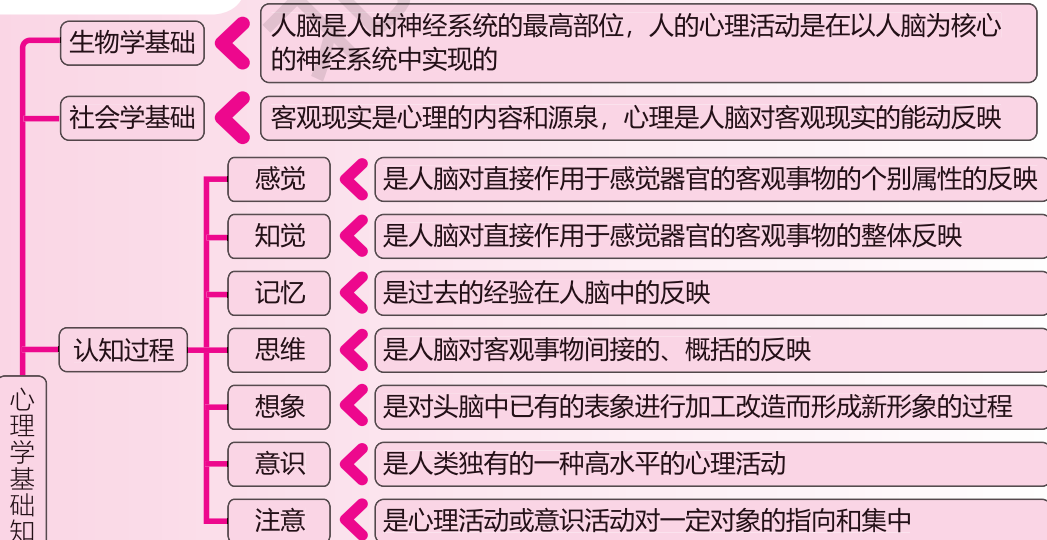 生物学基础
人脑是人的神经系统的最高部位，人的心理活动是在以人脑为核心
的神经系统中实现的
社会学基础
客观现实是心理的内容和源泉，心理是人脑对客观现实的能动反映
感觉
是人脑对直接作用于感觉器官的客观事物的个别属性的反映
知觉
是人脑对直接作用于感觉器官的客观事物的整体反映
记忆
是过去的经验在人脑中的反映
认知过程
思维
是人脑对客观事物间接的、概括的反映
想象
是对头脑中已有的表象进行加工改造而形成新形象的过程
意识
是人类独有的一种高水平的心理活动
注意
是心理活动或意识活动对一定对象的指向和集中
心理学基础知